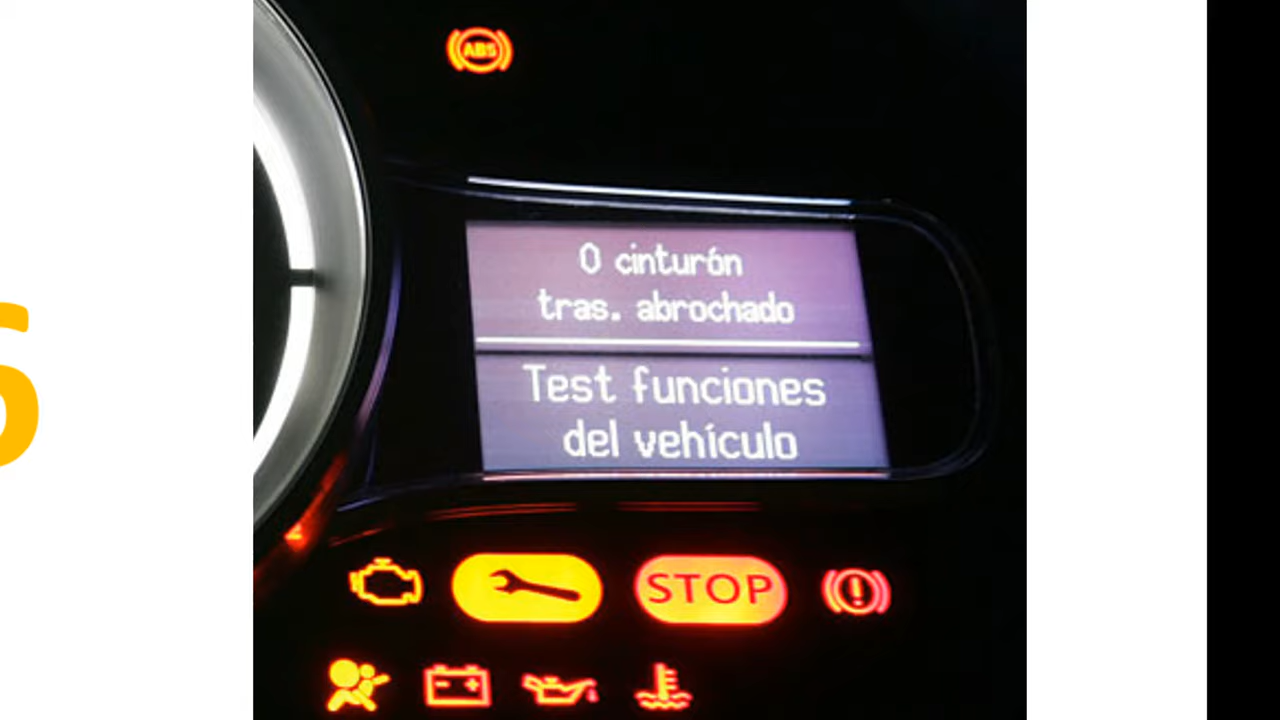 ABS
0 cinturón
tras. abrochado
Test funciones
del vehículo
STOP